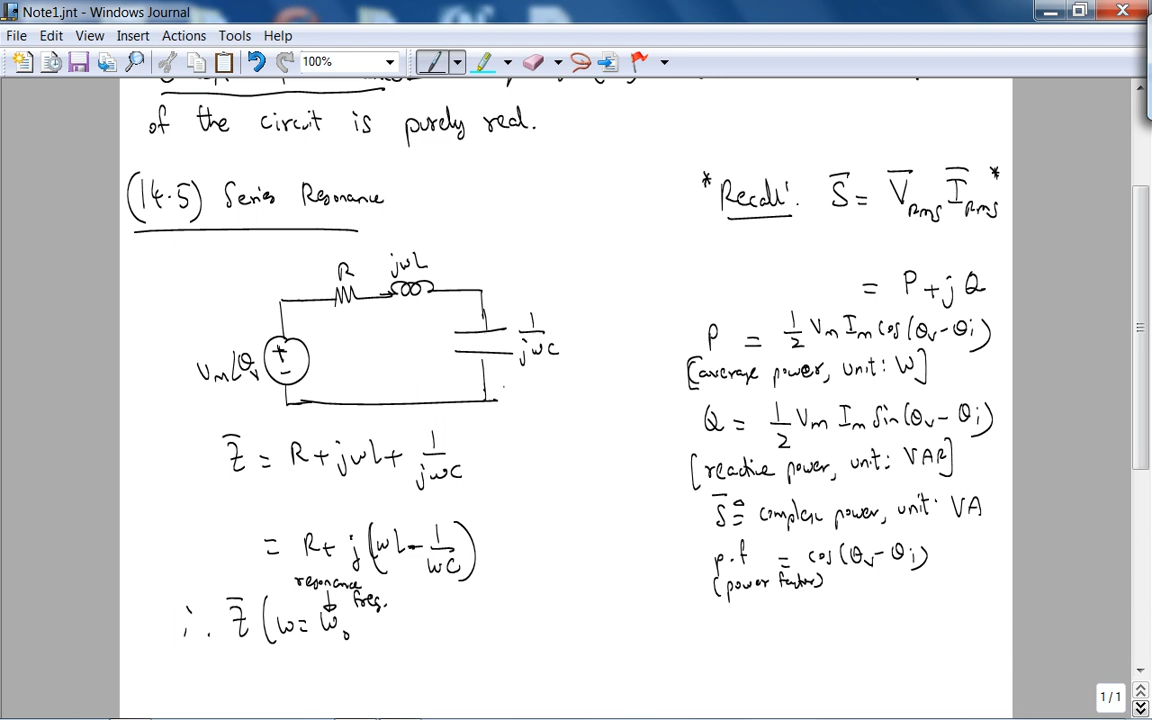 Note1.jnt - Windows Journal
File Edit View Insert Actions Tools Help
100%
of the circuit is purely real.
(14.5) Series Resonance
R
jωL
1/jωC
+
-
Vm∠θv
Z̄ = R+jωL+ 1/jωC
= R+ j(ωL-1/ωC)
resonance
freq.
∴ Z̄ (ω= ω₀
*Recall: S̄ = V̄rms Īrms*
= P+jQ
P = 1/2 Vm Im cos(θv-θi)
[average power, unit: W]
Q = 1/2 Vm Im Sin(θv-θi)
[reactive power, unit: VAR]
S̄ ≜ complex power, unit: VA
p.f = cos(θv-θi)
(power factor)
1/1